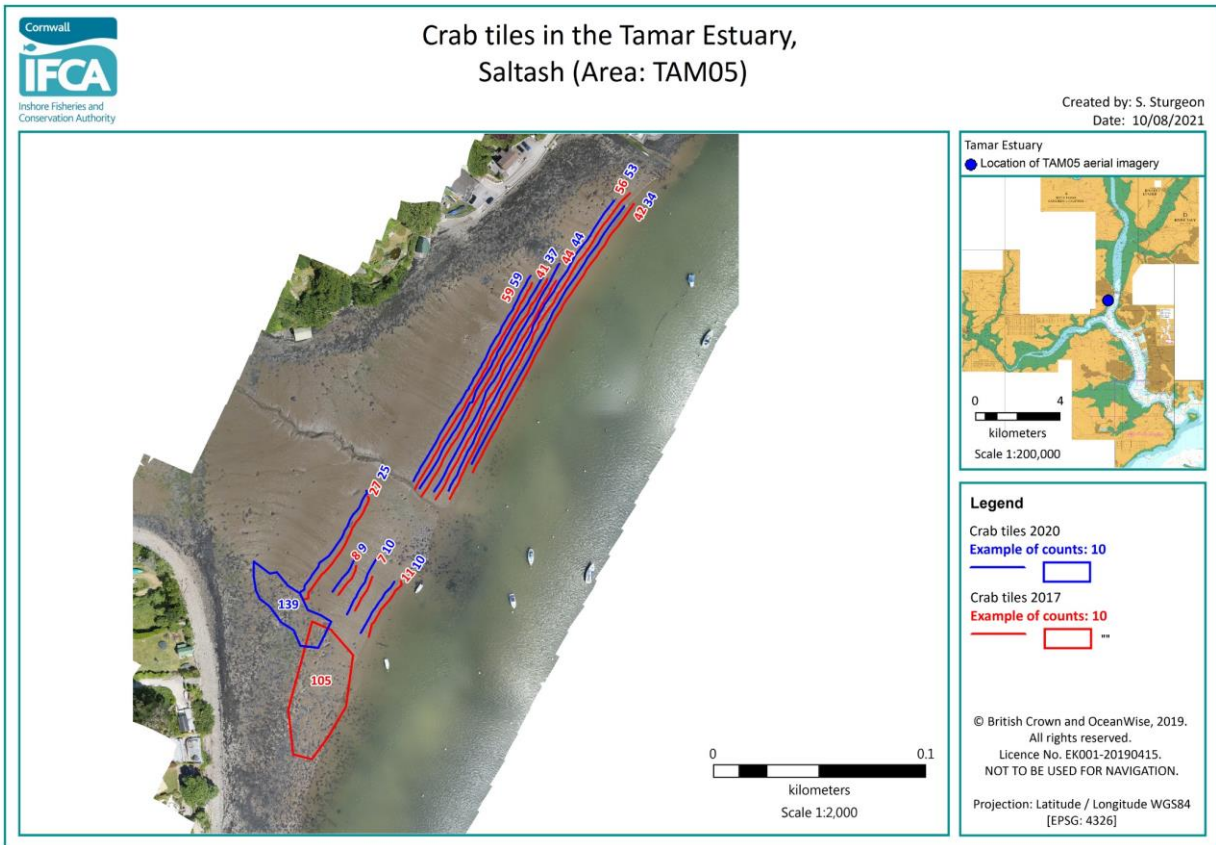 Cornwall
IFCA
Inshore Fisheries and
Conservation Authority
Crab tiles in the Tamar Estuary,
Saltash (Area: TAM05)
Created by: S. Sturgeon
Date: 10/08/2021
56 53
42 34
44 44
41 37
59 59
27 25
8 9
7 10
11 10
139
105
0 0.1
kilometers
Scale 1:2,000
Tamar Estuary
Location of TAM05 aerial imagery
0 4
kilometers
Scale 1:200,000
Legend
Crab tiles 2020
Example of counts: 10
Crab tiles 2017
Example of counts: 10
""
© British Crown and OceanWise, 2019.
All rights reserved.
Licence No. EK001-20190415.
NOT TO BE USED FOR NAVIGATION.
Projection: Latitude / Longitude WGS84
[EPSG: 4326]